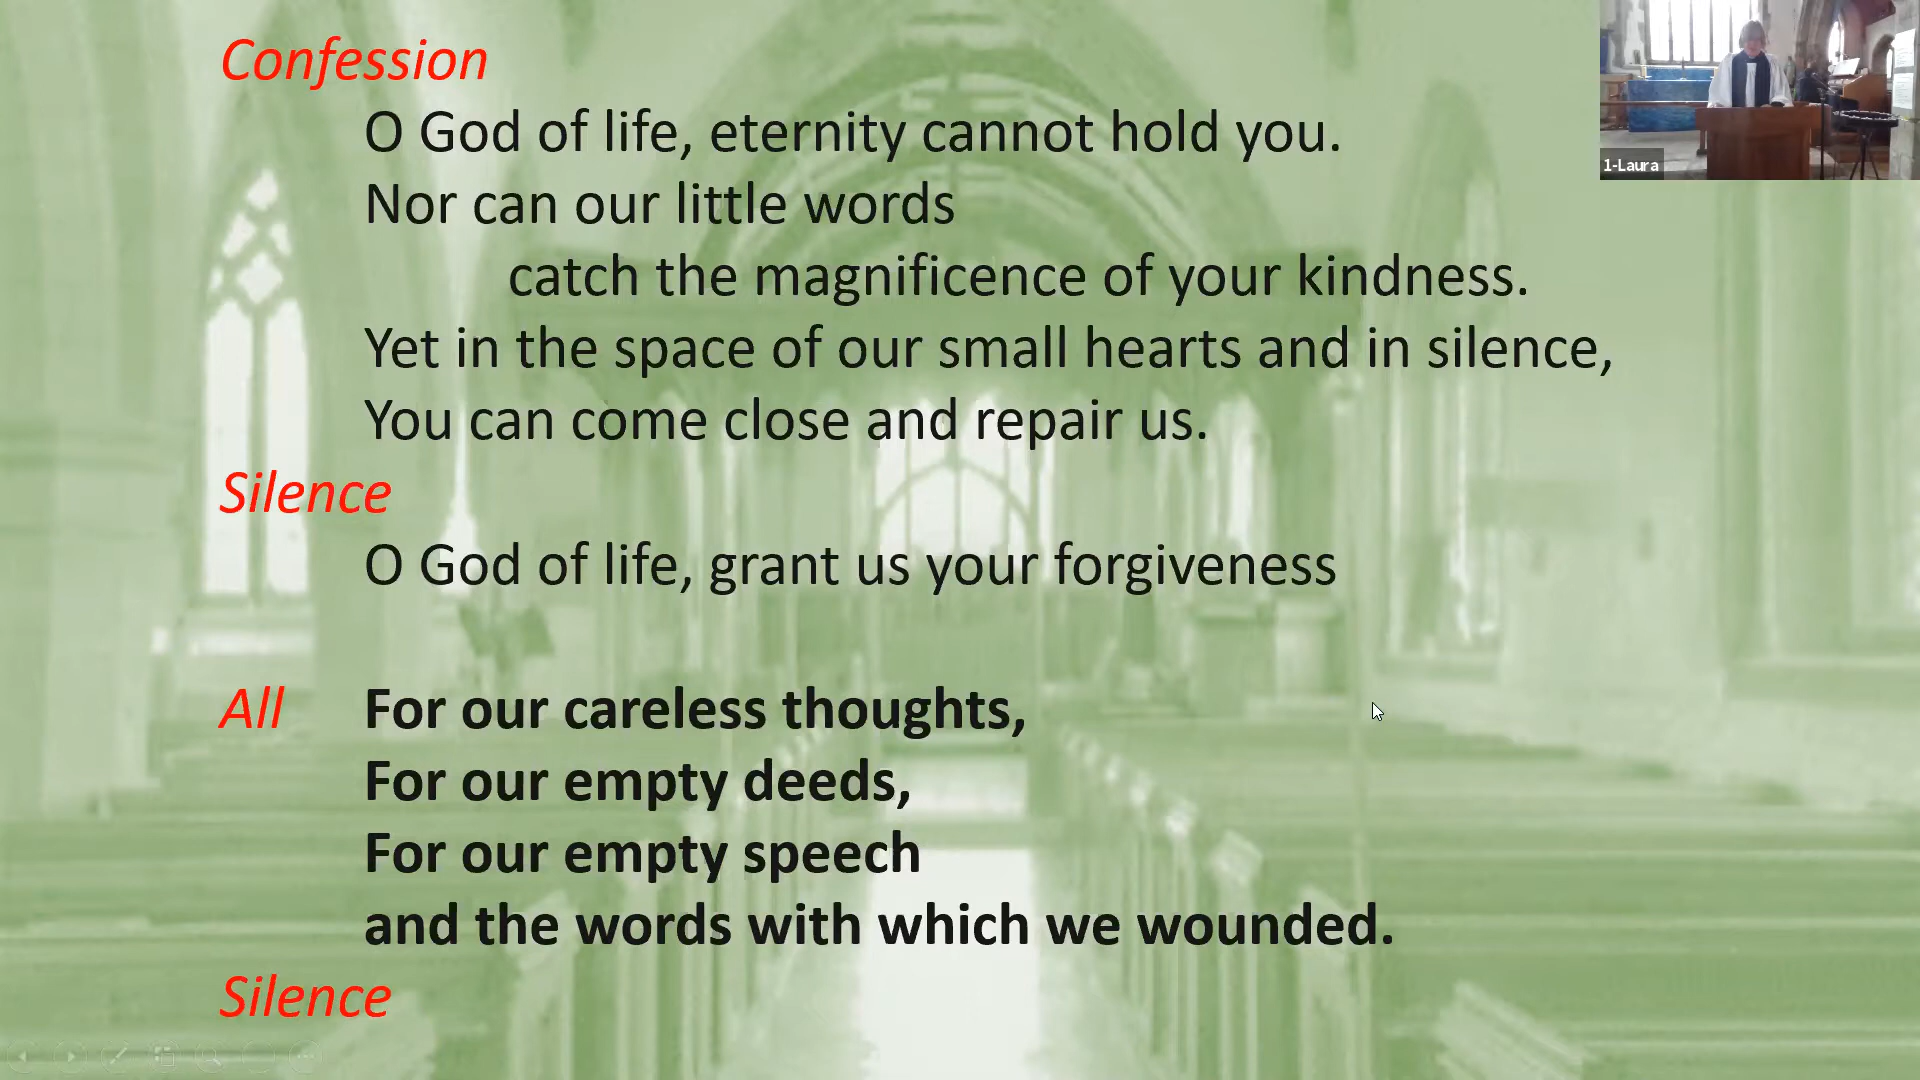 Confession
O God of life, eternity cannot hold you.
Nor can our little words
catch the magnificence of your kindness.
Yet in the space of our small hearts and in silence,
You can come close and repair us.
Silence
O God of life, grant us your forgiveness
All For our careless thoughts,
For our empty deeds,
For our empty speech
and the words with which we wounded.
Silence
1-Laura